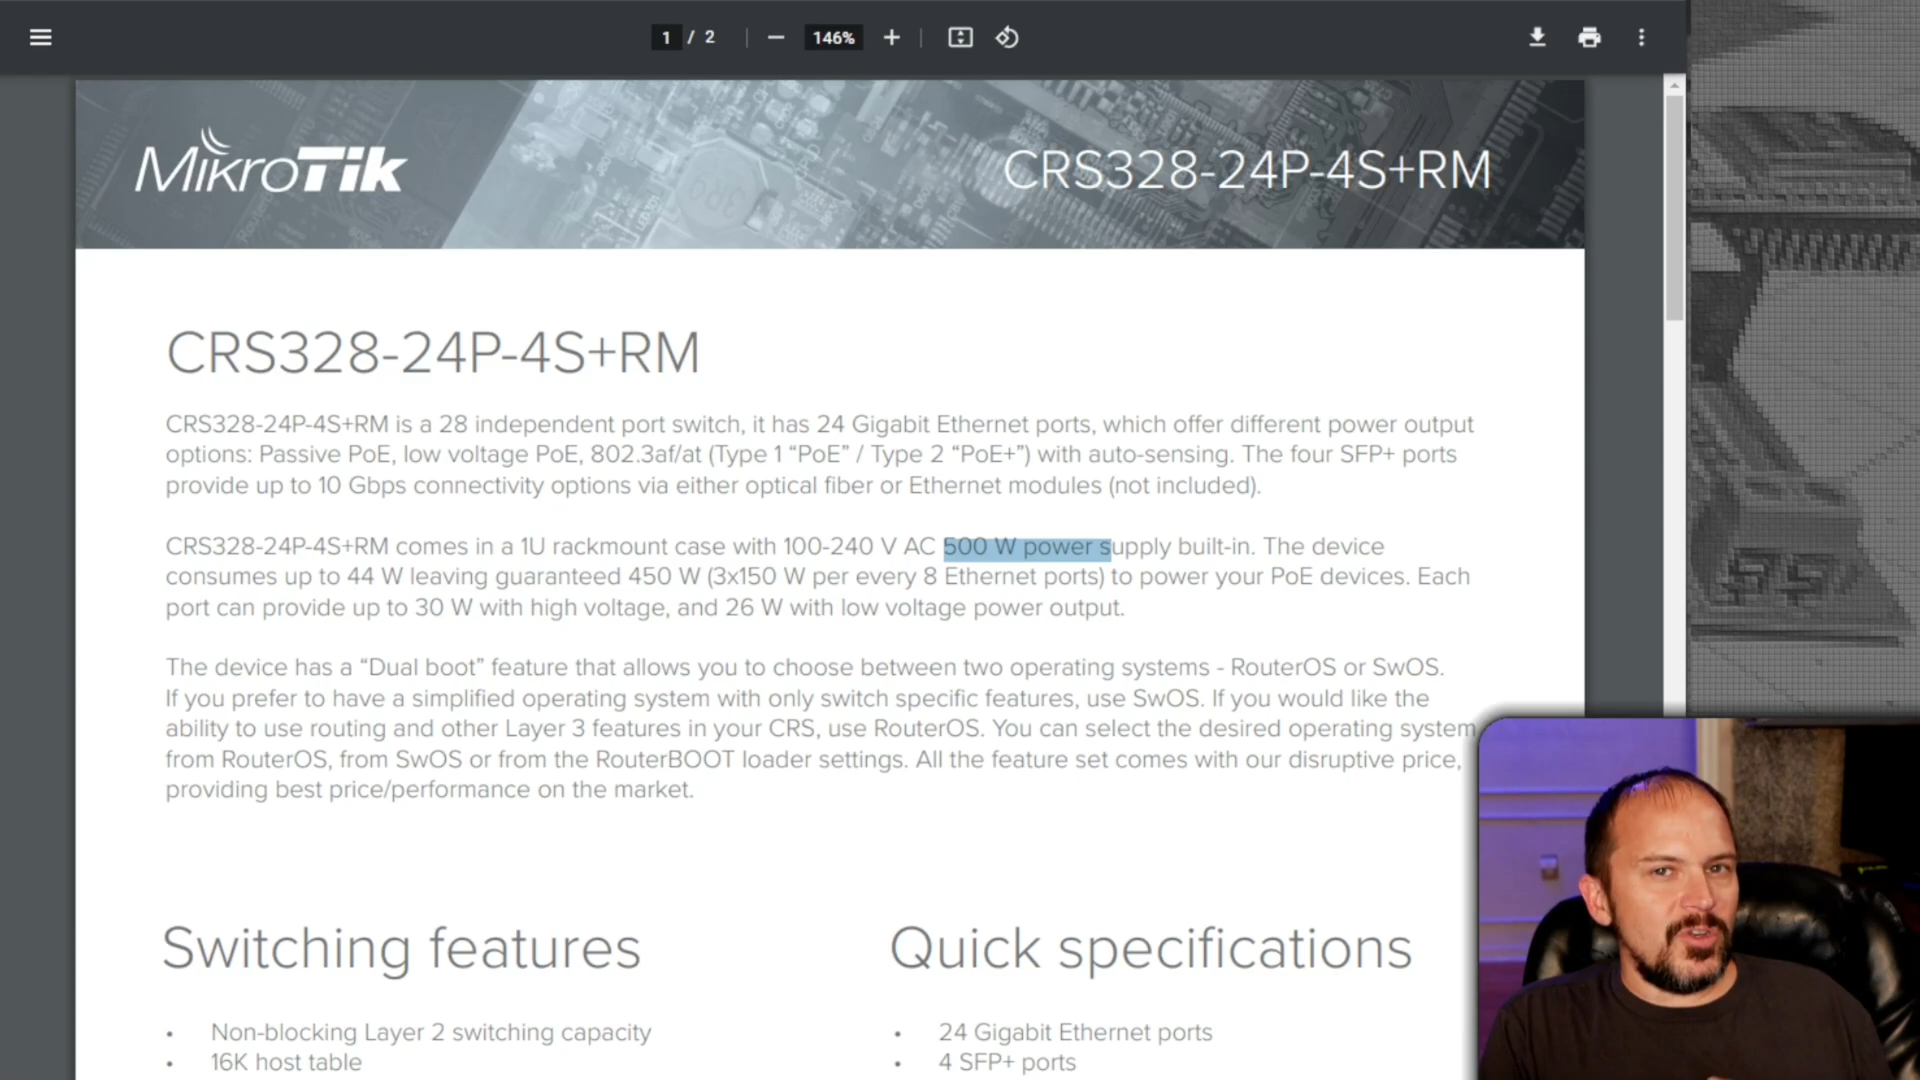 1 / 2
146%
MikroTik
CRS328-24P-4S+RM
CRS328-24P-4S+RM
CRS328-24P-4S+RM is a 28 independent port switch, it has 24 Gigabit Ethernet ports, which offer different power output
options: Passive PoE, low voltage PoE, 802.3af/at (Type 1 “PoE” / Type 2 “PoE+”) with auto-sensing. The four SFP+ ports
provide up to 10 Gbps connectivity options via either optical fiber or Ethernet modules (not included).
CRS328-24P-4S+RM comes in a 1U rackmount case with 100-240 V AC 500 W power supply built-in. The device
consumes up to 44 W leaving guaranteed 450 W (3x150 W per every 8 Ethernet ports) to power your PoE devices. Each
port can provide up to 30 W with high voltage, and 26 W with low voltage power output.
The device has a “Dual boot” feature that allows you to choose between two operating systems - RouterOS or SwOS.
If you prefer to have a simplified operating system with only switch specific features, use SwOS. If you would like the
ability to use routing and other Layer 3 features in your CRS, use RouterOS. You can select the desired operating system
from RouterOS, from SwOS or from the RouterBOOT loader settings. All the feature set comes with our disruptive price,
providing best price/performance on the market.
Switching features
• Non-blocking Layer 2 switching capacity
• 16K host table
Quick specifications
• 24 Gigabit Ethernet ports
• 4 SFP+ ports